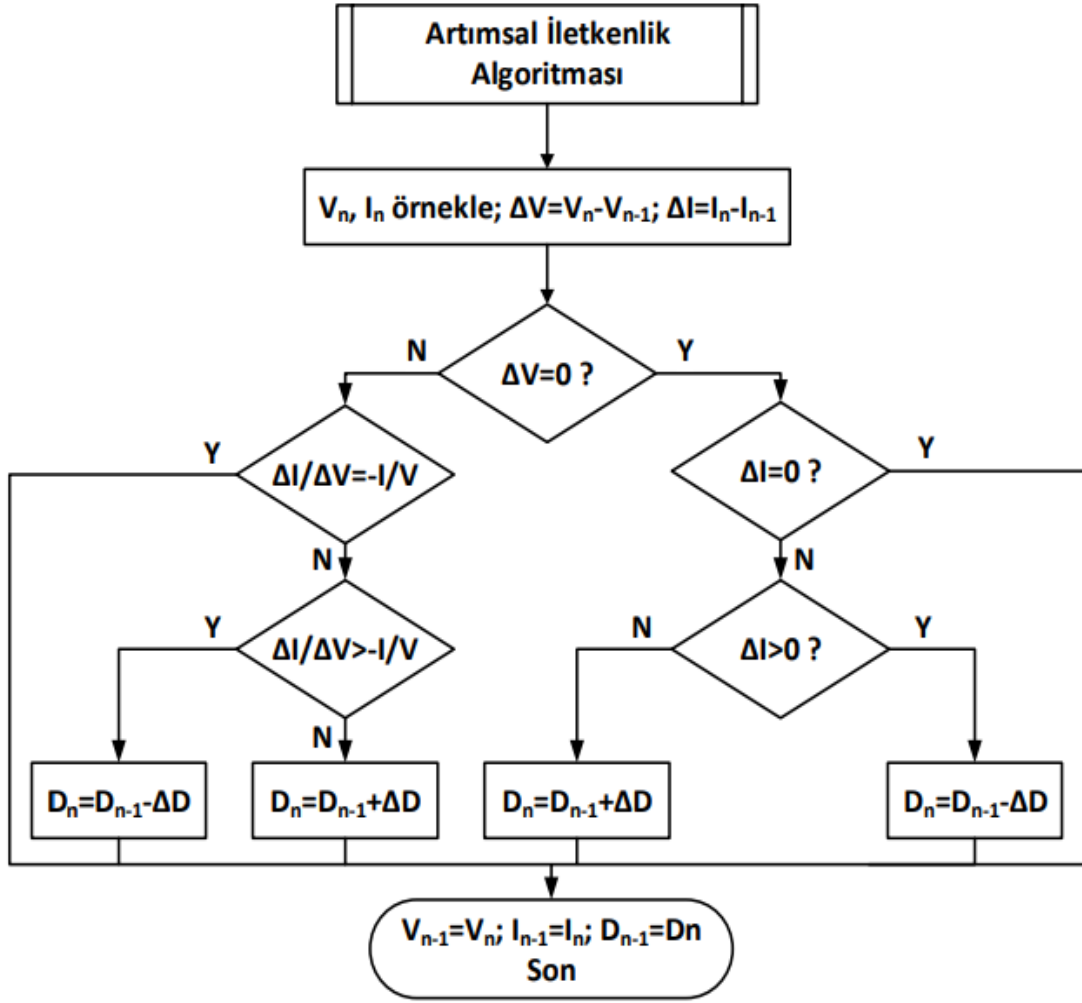 Artımsal İletkenlik
Algoritması
Vₙ, Iₙ örnekle; ΔV=Vₙ-Vₙ₋₁; ΔI=Iₙ-Iₙ₋₁
N
ΔV=0 ?
Y
Y
ΔI/ΔV=-I/V
ΔI=0 ?
Y
N
N
Y
ΔI/ΔV>-I/V
N
ΔI>0 ?
Y
N
Dₙ=Dₙ₋₁-ΔD
Dₙ=Dₙ₋₁+ΔD
Dₙ=Dₙ₋₁+ΔD
Dₙ=Dₙ₋₁-ΔD
Vₙ₋₁=Vₙ; Iₙ₋₁=Iₙ; Dₙ₋₁=Dn
Son